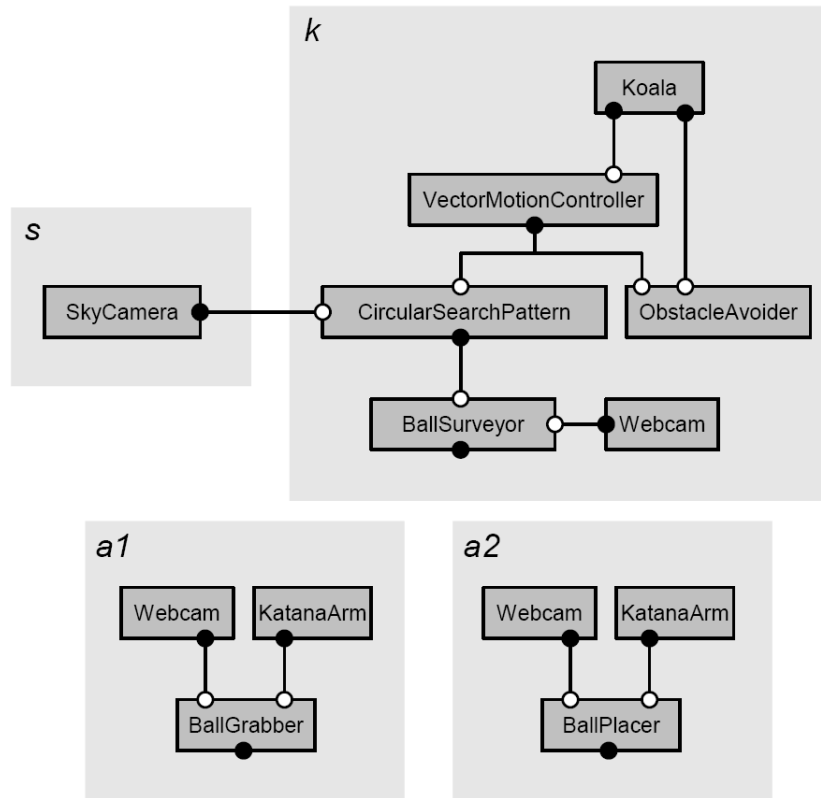 k
Koala
VectorMotionController
s
SkyCamera
CircularSearchPattern
ObstacleAvoider
BallSurveyor
Webcam
a1
Webcam
KatanaArm
BallGrabber
a2
Webcam
KatanaArm
BallPlacer